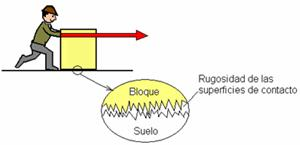 Rugosidad de las
superficies de contacto
Bloque
Suelo